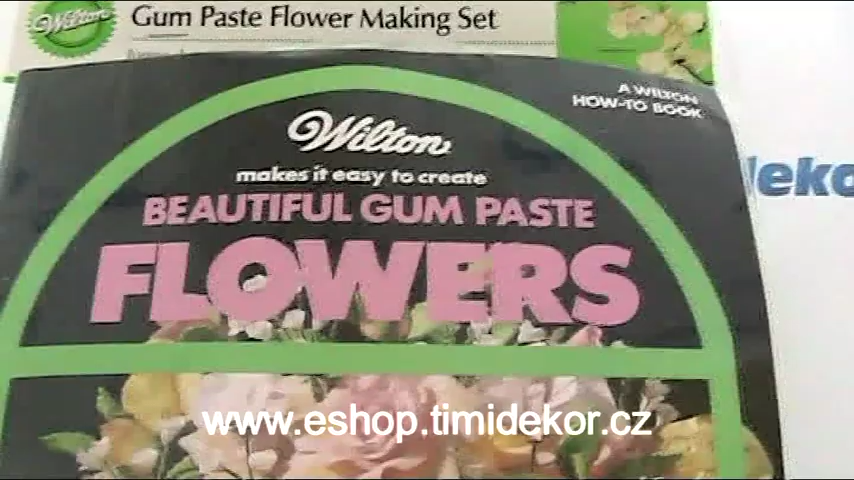 Wilton
Gum Paste Flower Making Set
A WILTON
HOW-TO BOOK
Wilton
makes it easy to create
BEAUTIFUL GUM PASTE
FLOWERS
eko
www.eshop.timidekor.cz